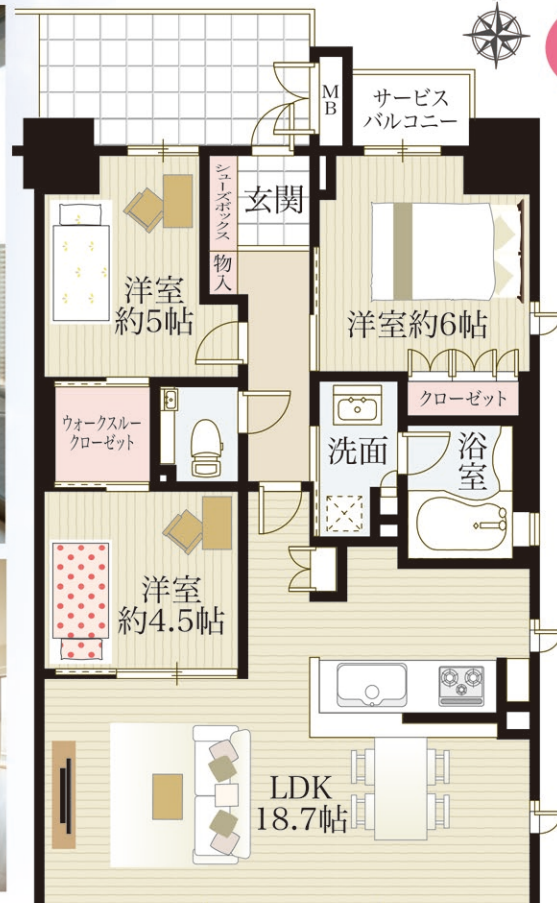 MB
サービス
バルコニー
シューズボックス
玄関
物入
洋室
約5帖
洋室約6帖
ウォークスルー
クローゼット
クローゼット
洗面
浴室
洋室
約4.5帖
LDK
18.7帖